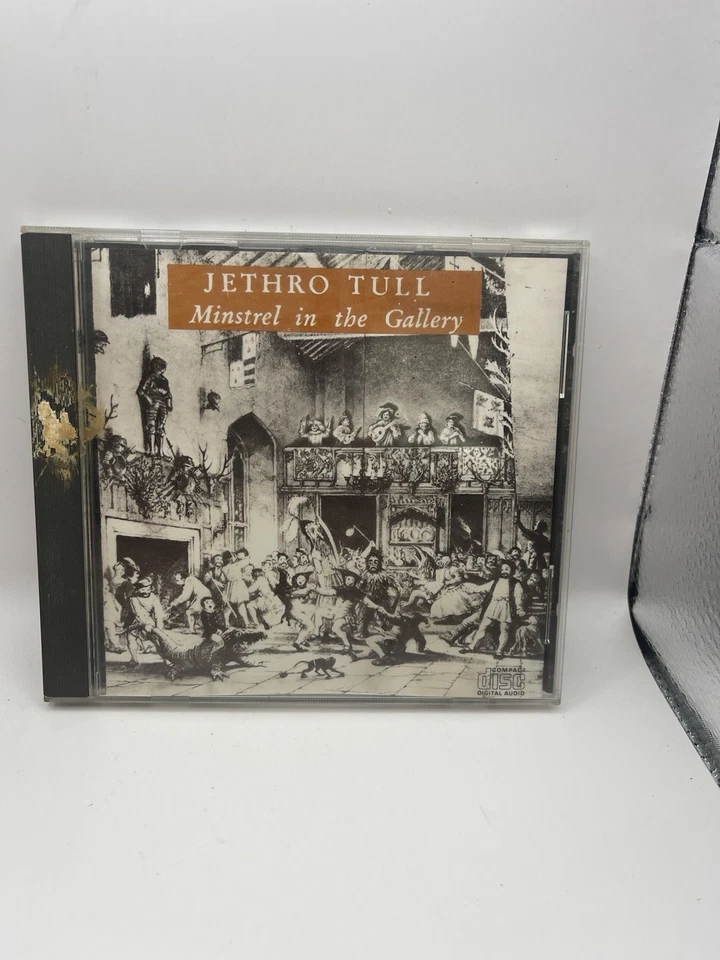 JETHRO TULL
Minstrel in the Gallery
COMPACT
disc
DIGITAL AUDIO